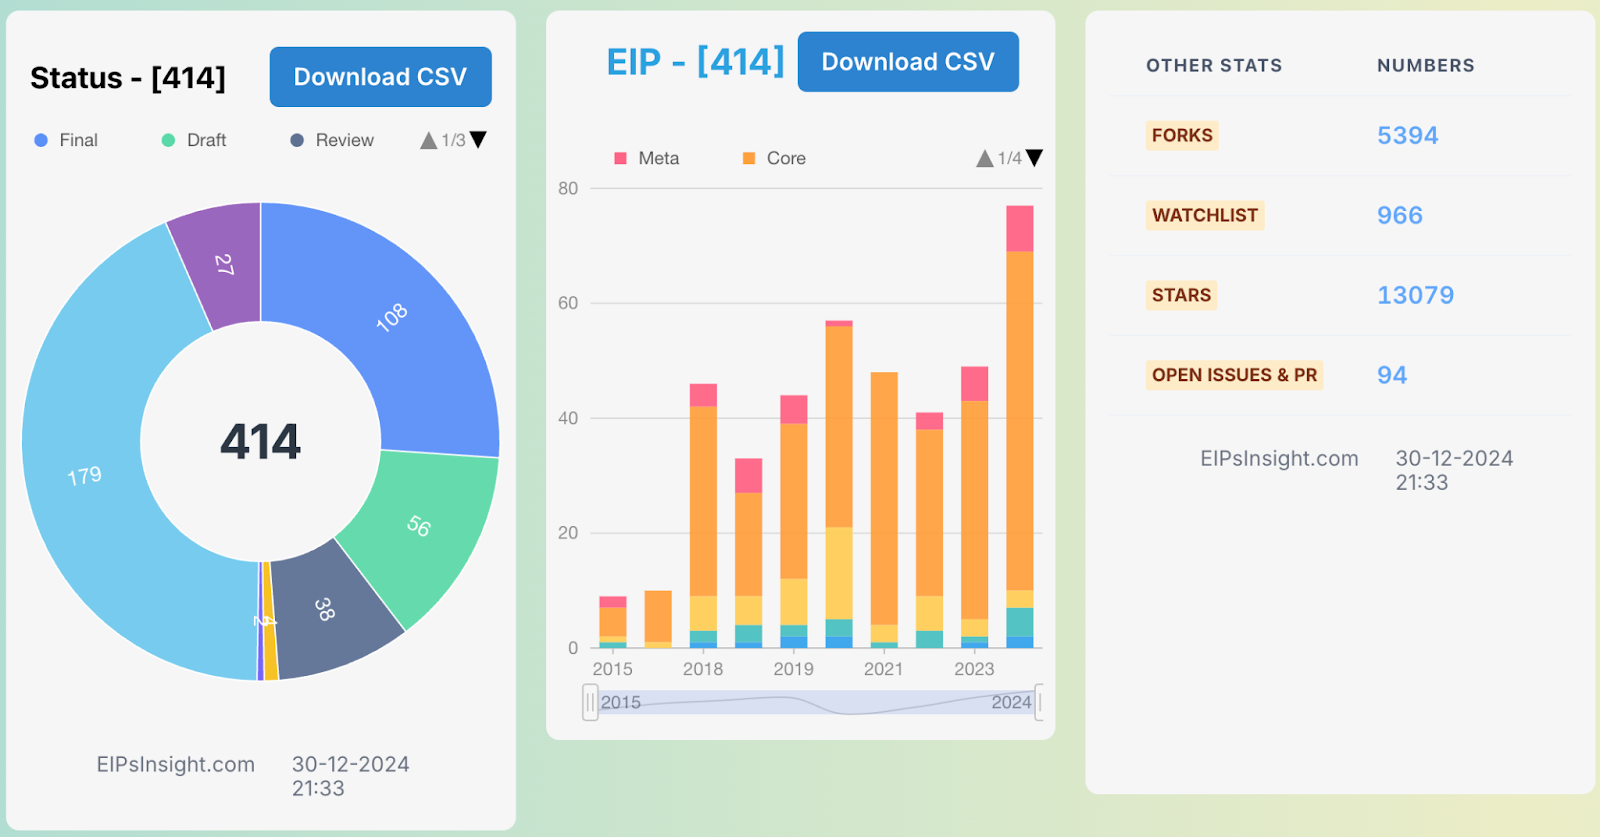 Status - [414]
Download CSV
Final
Draft
Review
1/3
108
56
38
4
2
179
27
414
EIPsInsight.com
30-12-2024
21:33
EIP - [414]
Download CSV
Meta
Core
1/4
80
60
40
20
0
2015
2018
2019
2021
2023
2015
2024
OTHER STATS
NUMBERS
FORKS
5394
WATCHLIST
966
STARS
13079
OPEN ISSUES & PR
94
EIPsInsight.com
30-12-2024
21:33